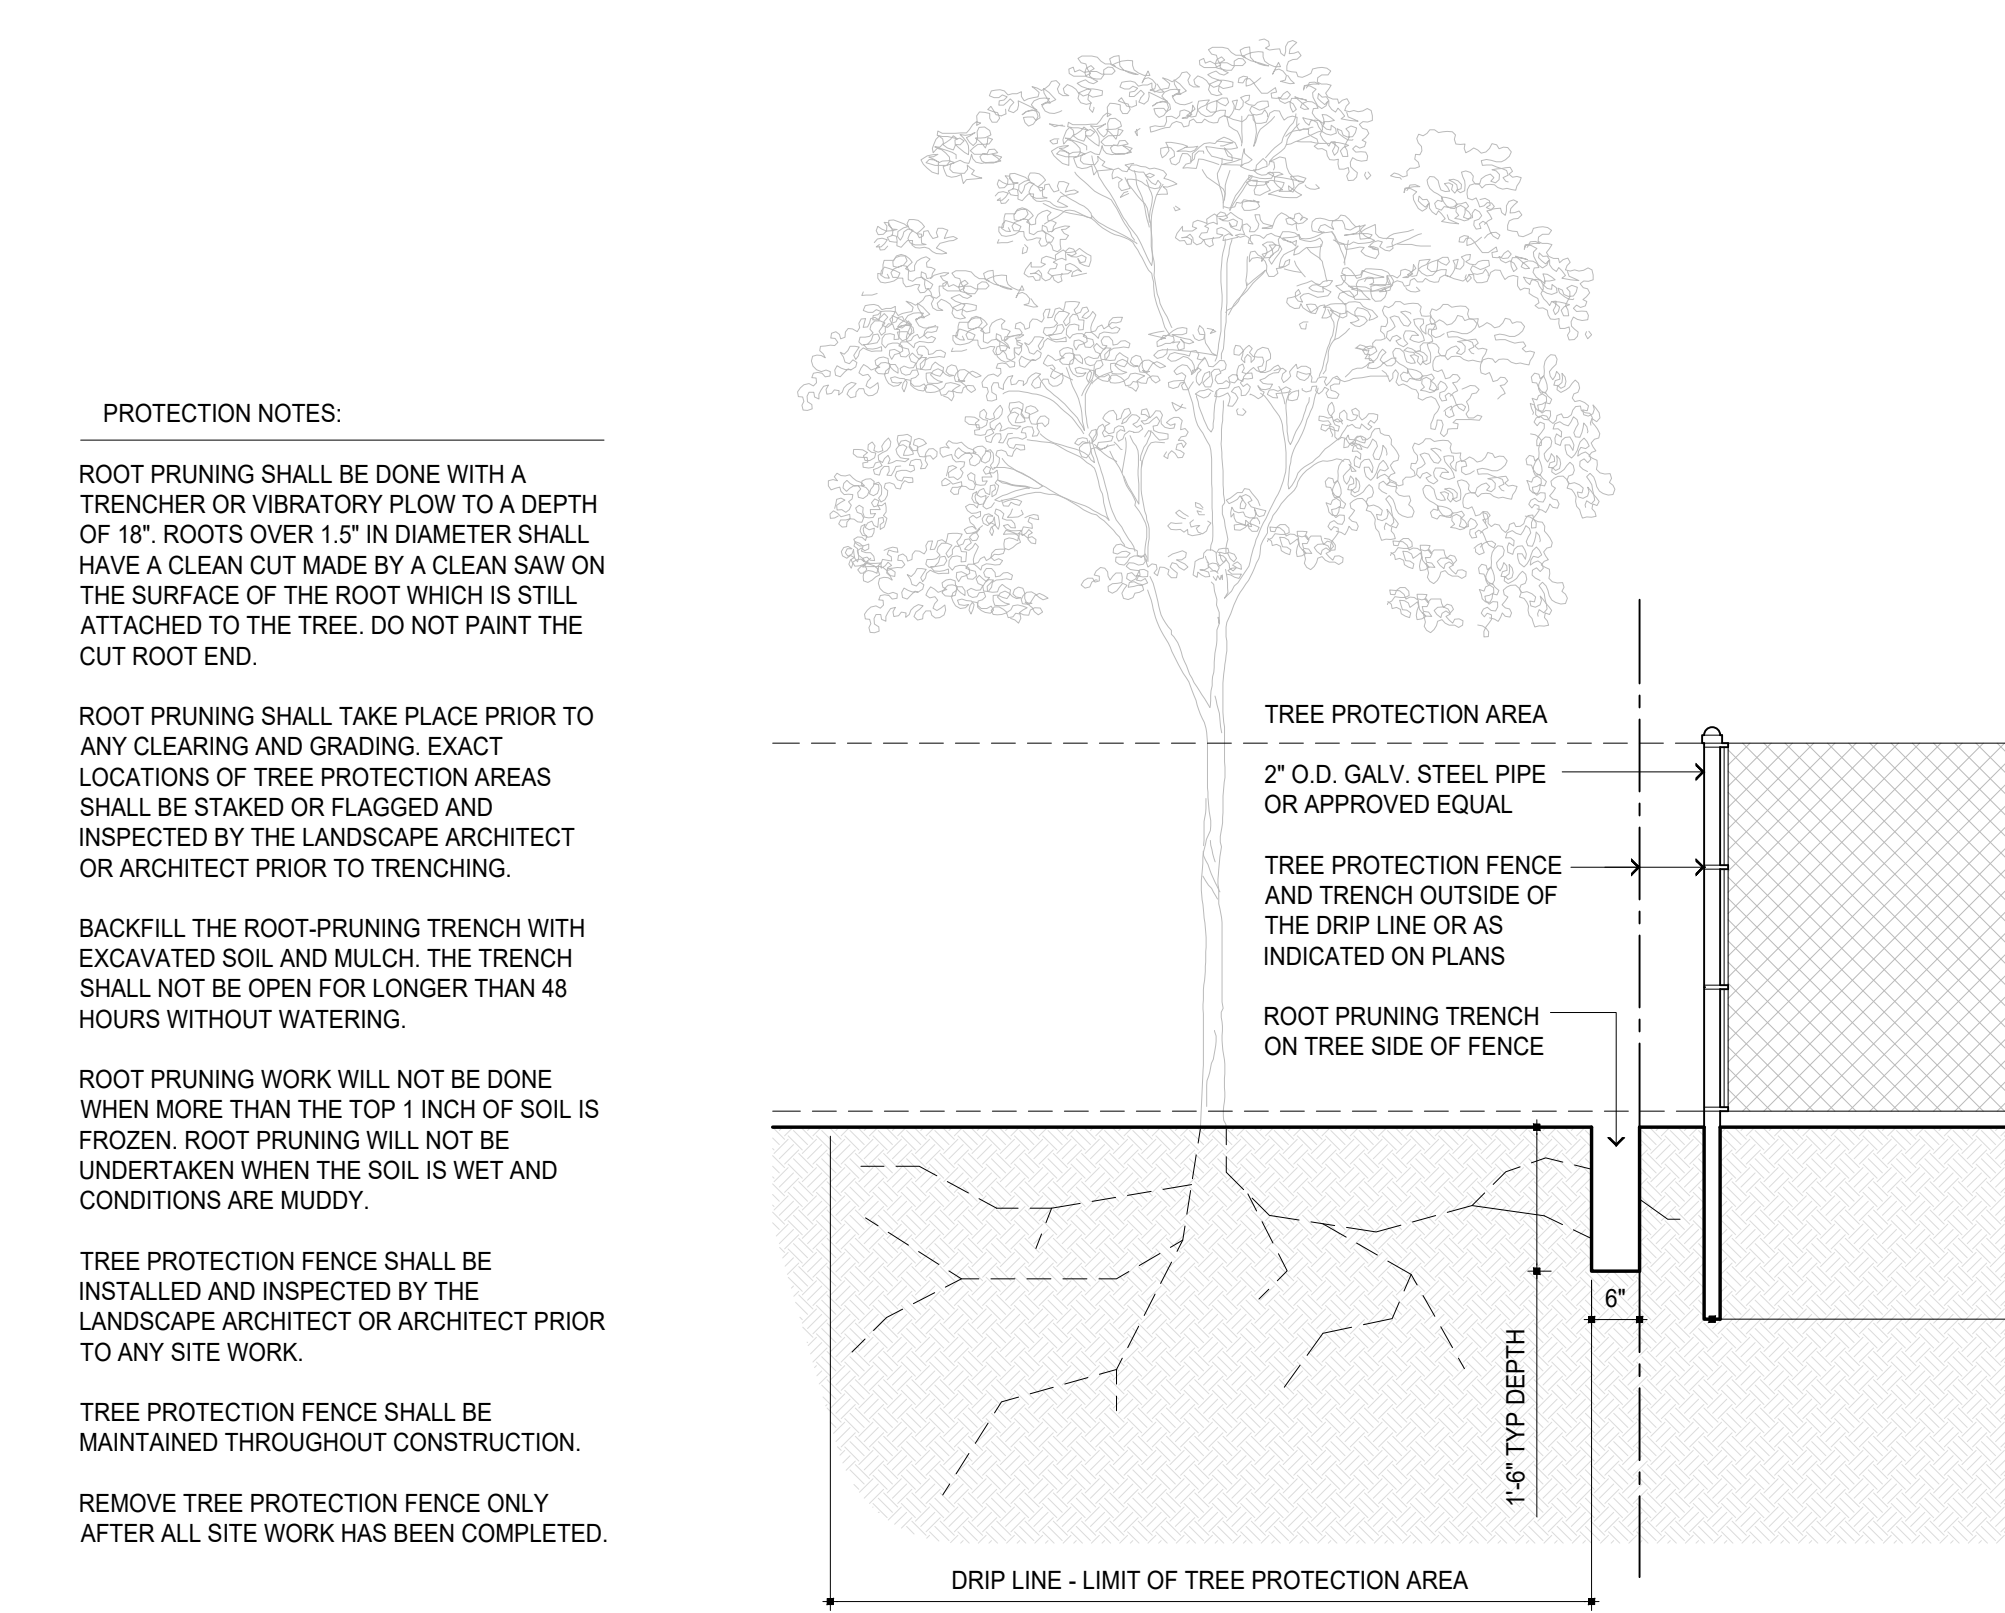 PROTECTION NOTES:
ROOT PRUNING SHALL BE DONE WITH A
TRENCHER OR VIBRATORY PLOW TO A DEPTH
OF 18". ROOTS OVER 1.5" IN DIAMETER SHALL
HAVE A CLEAN CUT MADE BY A CLEAN SAW ON
THE SURFACE OF THE ROOT WHICH IS STILL
ATTACHED TO THE TREE. DO NOT PAINT THE
CUT ROOT END.
ROOT PRUNING SHALL TAKE PLACE PRIOR TO
ANY CLEARING AND GRADING. EXACT
LOCATIONS OF TREE PROTECTION AREAS
SHALL BE STAKED OR FLAGGED AND
INSPECTED BY THE LANDSCAPE ARCHITECT
OR ARCHITECT PRIOR TO TRENCHING.
BACKFILL THE ROOT-PRUNING TRENCH WITH
EXCAVATED SOIL AND MULCH. THE TRENCH
SHALL NOT BE OPEN FOR LONGER THAN 48
HOURS WITHOUT WATERING.
ROOT PRUNING WORK WILL NOT BE DONE
WHEN MORE THAN THE TOP 1 INCH OF SOIL IS
FROZEN. ROOT PRUNING WILL NOT BE
UNDERTAKEN WHEN THE SOIL IS WET AND
CONDITIONS ARE MUDDY.
TREE PROTECTION FENCE SHALL BE
INSTALLED AND INSPECTED BY THE
LANDSCAPE ARCHITECT OR ARCHITECT PRIOR
TO ANY SITE WORK.
TREE PROTECTION FENCE SHALL BE
MAINTAINED THROUGHOUT CONSTRUCTION.
REMOVE TREE PROTECTION FENCE ONLY
AFTER ALL SITE WORK HAS BEEN COMPLETED.
TREE PROTECTION AREA
2" O.D. GALV. STEEL PIPE
OR APPROVED EQUAL
TREE PROTECTION FENCE
AND TRENCH OUTSIDE OF
THE DRIP LINE OR AS
INDICATED ON PLANS
ROOT PRUNING TRENCH
ON TREE SIDE OF FENCE
6"
1'-6" TYP DEPTH
DRIP LINE - LIMIT OF TREE PROTECTION AREA